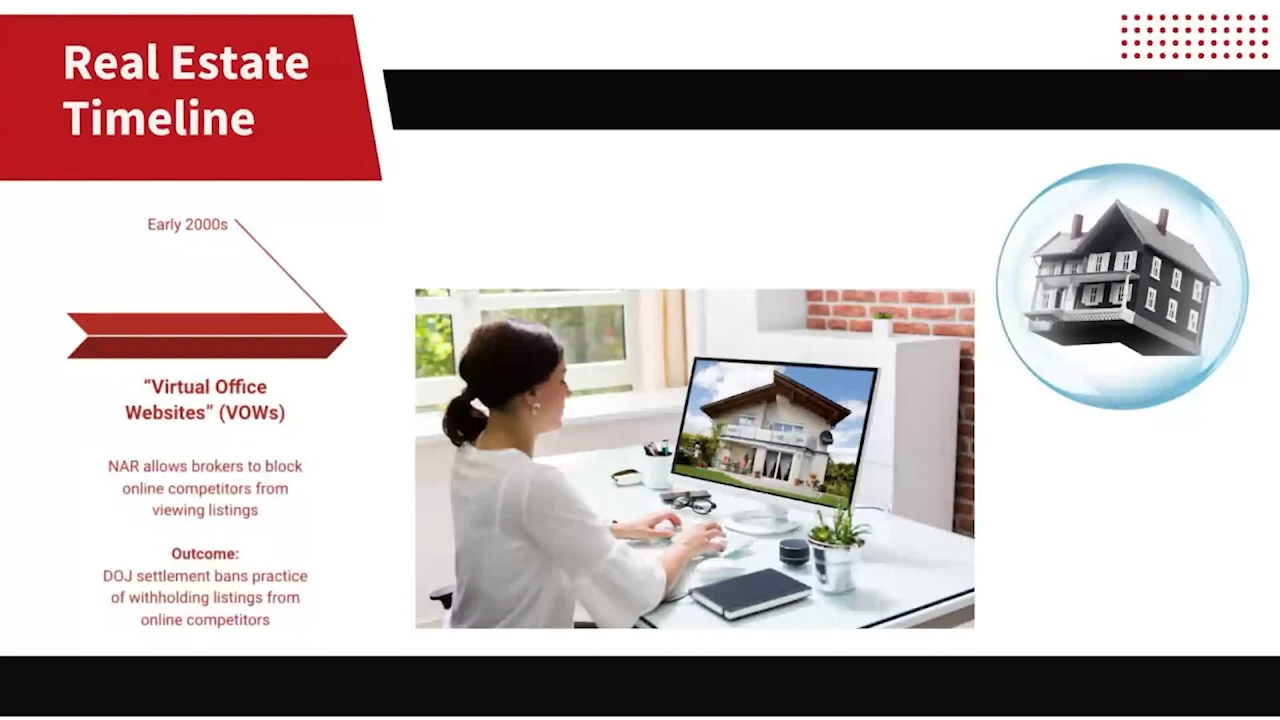 Real Estate
Timeline
Early 2000s
“Virtual Office
Websites” (VOWs)
NAR allows brokers to block
online competitors from
viewing listings
Outcome:
DOJ settlement bans practice
of withholding listings from
online competitors